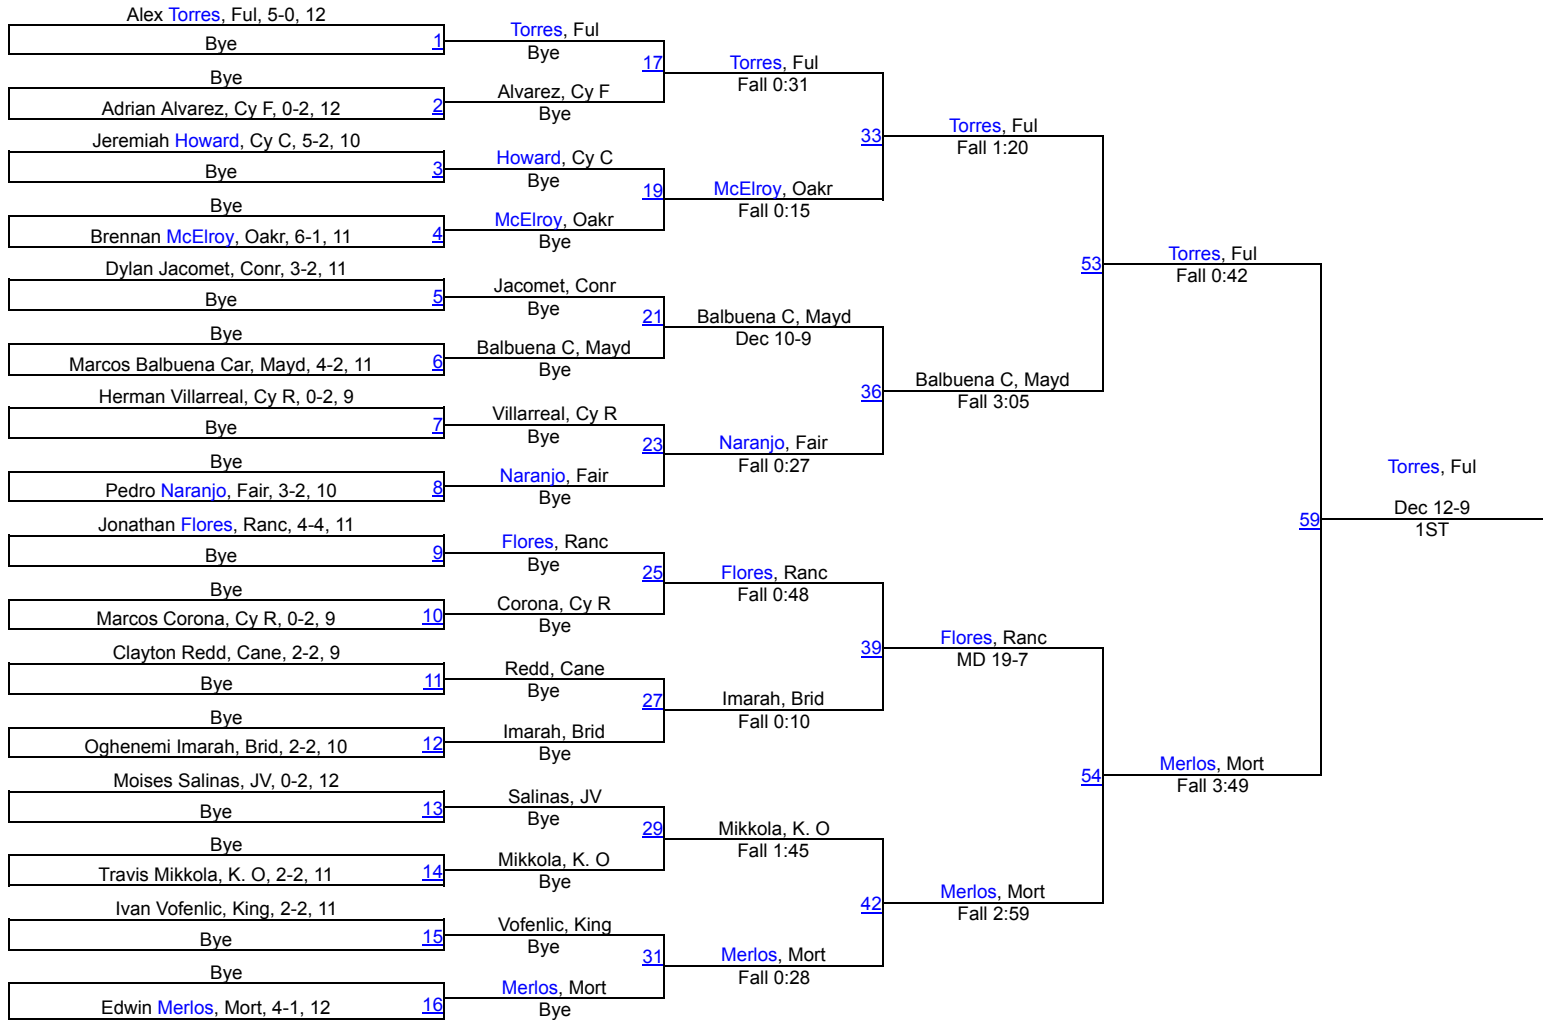 Alex Torres, Ful, 5-0, 12
Bye
1
Bye
Adrian Alvarez, Cy F, 0-2, 12
2
Jeremiah Howard, Cy C, 5-2, 10
Bye
3
Bye
Brennan McElroy, Oakr, 6-1, 11
4
Dylan Jacomet, Conr, 3-2, 11
Bye
5
Bye
Marcos Balbuena Car, Mayd, 4-2, 11
6
Herman Villarreal, Cy R, 0-2, 9
Bye
7
Bye
Pedro Naranjo, Fair, 3-2, 10
8
Jonathan Flores, Ranc, 4-4, 11
Bye
9
Bye
Marcos Corona, Cy R, 0-2, 9
10
Clayton Redd, Cane, 2-2, 9
Bye
11
Bye
Oghenemi Imarah, Brid, 2-2, 10
12
Moises Salinas, JV, 0-2, 12
Bye
13
Bye
Travis Mikkola, K. O, 2-2, 11
14
Ivan Vofenlic, King, 2-2, 11
Bye
15
Bye
Edwin Merlos, Mort, 4-1, 12
16
Torres, Ful
Bye
17
Alvarez, Cy F
Bye
Howard, Cy C
Bye
19
McElroy, Oakr
Bye
Jacomet, Conr
Bye
21
Balbuena C, Mayd
Bye
Villarreal, Cy R
Bye
23
Naranjo, Fair
Bye
Flores, Ranc
Bye
25
Corona, Cy R
Bye
Redd, Cane
Bye
27
Imarah, Brid
Bye
Salinas, JV
Bye
29
Mikkola, K. O
Bye
Vofenlic, King
Bye
31
Merlos, Mort
Bye
Torres, Ful
Fall 0:31
33
McElroy, Oakr
Fall 0:15
Balbuena C, Mayd
Dec 10-9
36
Naranjo, Fair
Fall 0:27
Flores, Ranc
Fall 0:48
39
Imarah, Brid
Fall 0:10
Mikkola, K. O
Fall 1:45
42
Merlos, Mort
Fall 0:28
Torres, Ful
Fall 1:20
53
Balbuena C, Mayd
Fall 3:05
Flores, Ranc
MD 19-7
54
Merlos, Mort
Fall 2:59
Torres, Ful
Fall 0:42
59
Merlos, Mort
Fall 3:49
Torres, Ful
Dec 12-9
1ST